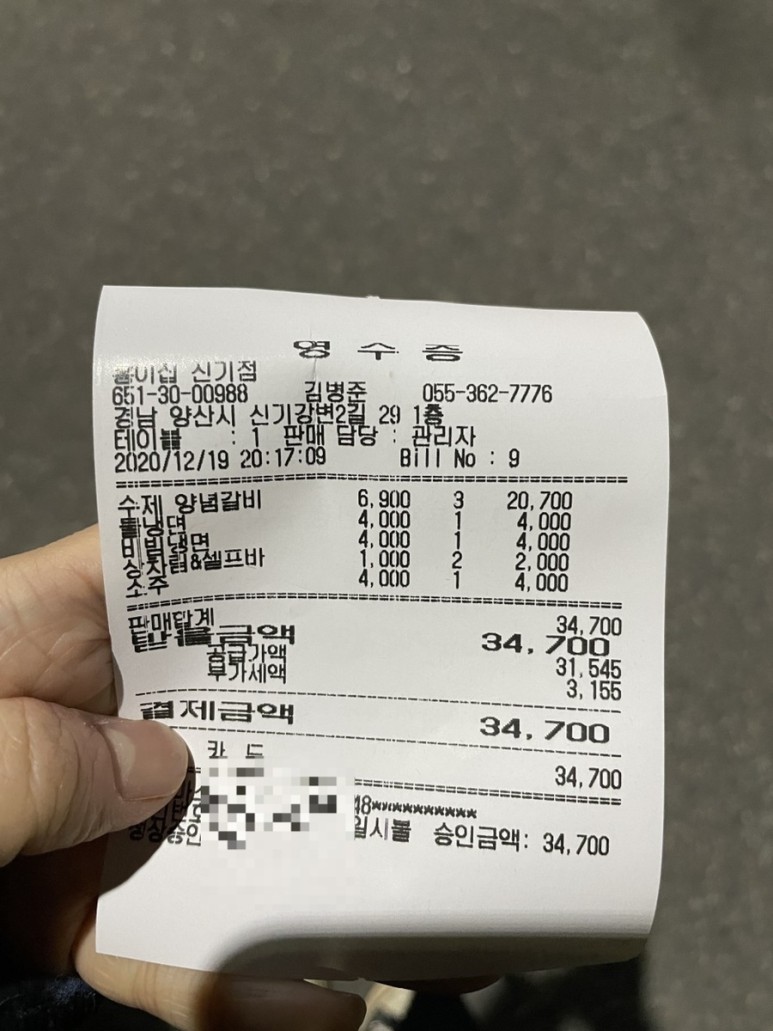 영 수 증
신기점
651-30-00988 김병준 055-362-7776
경남 양산시 신기강변2길 29 1층
테이블 : 1 판매 담당 : 관리자
2020/12/19 20:17:09 Bill No : 9
수제 양념갈비 6,900 3 20,700
물냉면 4,000 1 4,000
비빔냉면 4,000 1 4,000
상차림&셀프바 1,000 2 2,000
소주 4,000 1 4,000
판매합계 34,700
받을금액 34,700
공급가액 31,545
부가세액 3,155
결제금액 34,700
카 드 34,700
48**********
일시불 승인금액: 34,700